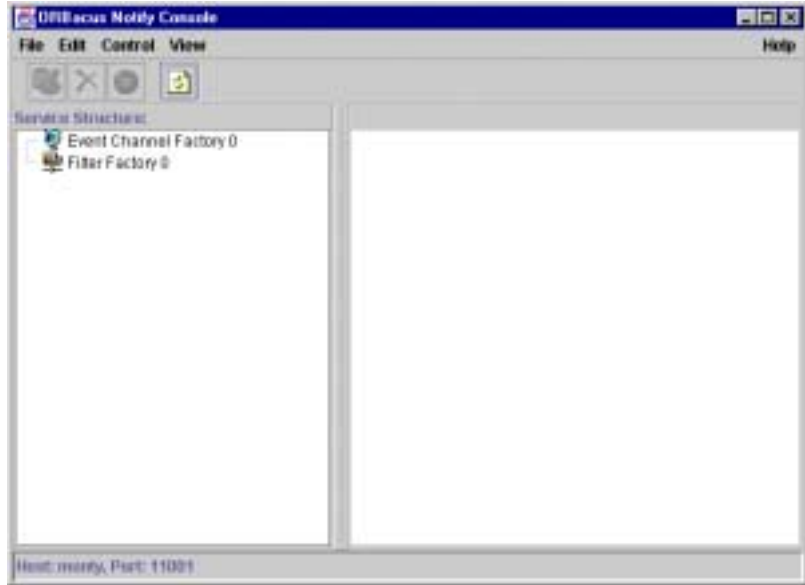 ORBacus Notify Console
File Edit Control View Help
Service Structure:
Event Channel Factory 0
Filter Factory 0
Host: monty, Port: 11001